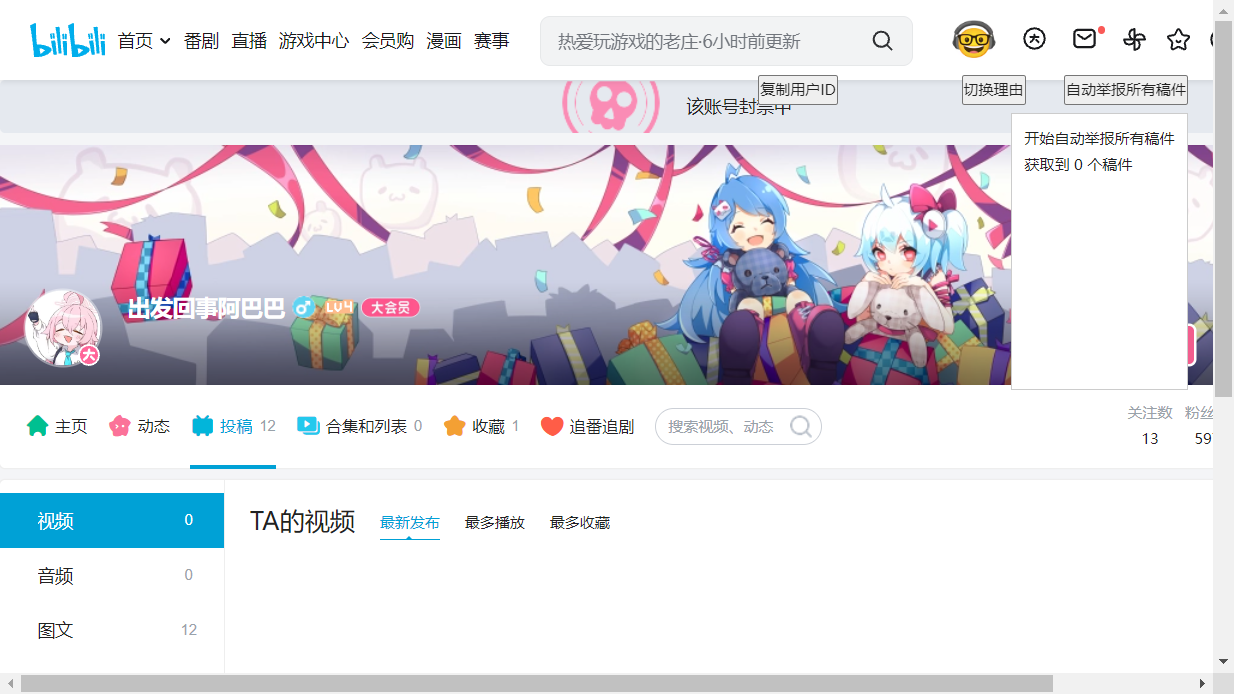 bilibili 首页 番剧 直播 游戏中心 会员购 漫画 赛事 热爱玩游戏的老庄·6小时前更新
复制用户ID 切换理由 自动举报所有稿件
该账号封禁中
开始自动举报所有稿件
获取到 0 个稿件
出发回事阿巴巴 LV4 大会员
大
主页 动态 投稿 12 合集和列表 0 收藏 1 追番追剧 搜索视频、动态 关注数 粉丝
13 59
视频 0
TA的视频 最新发布 最多播放 最多收藏
音频 0
图文 12